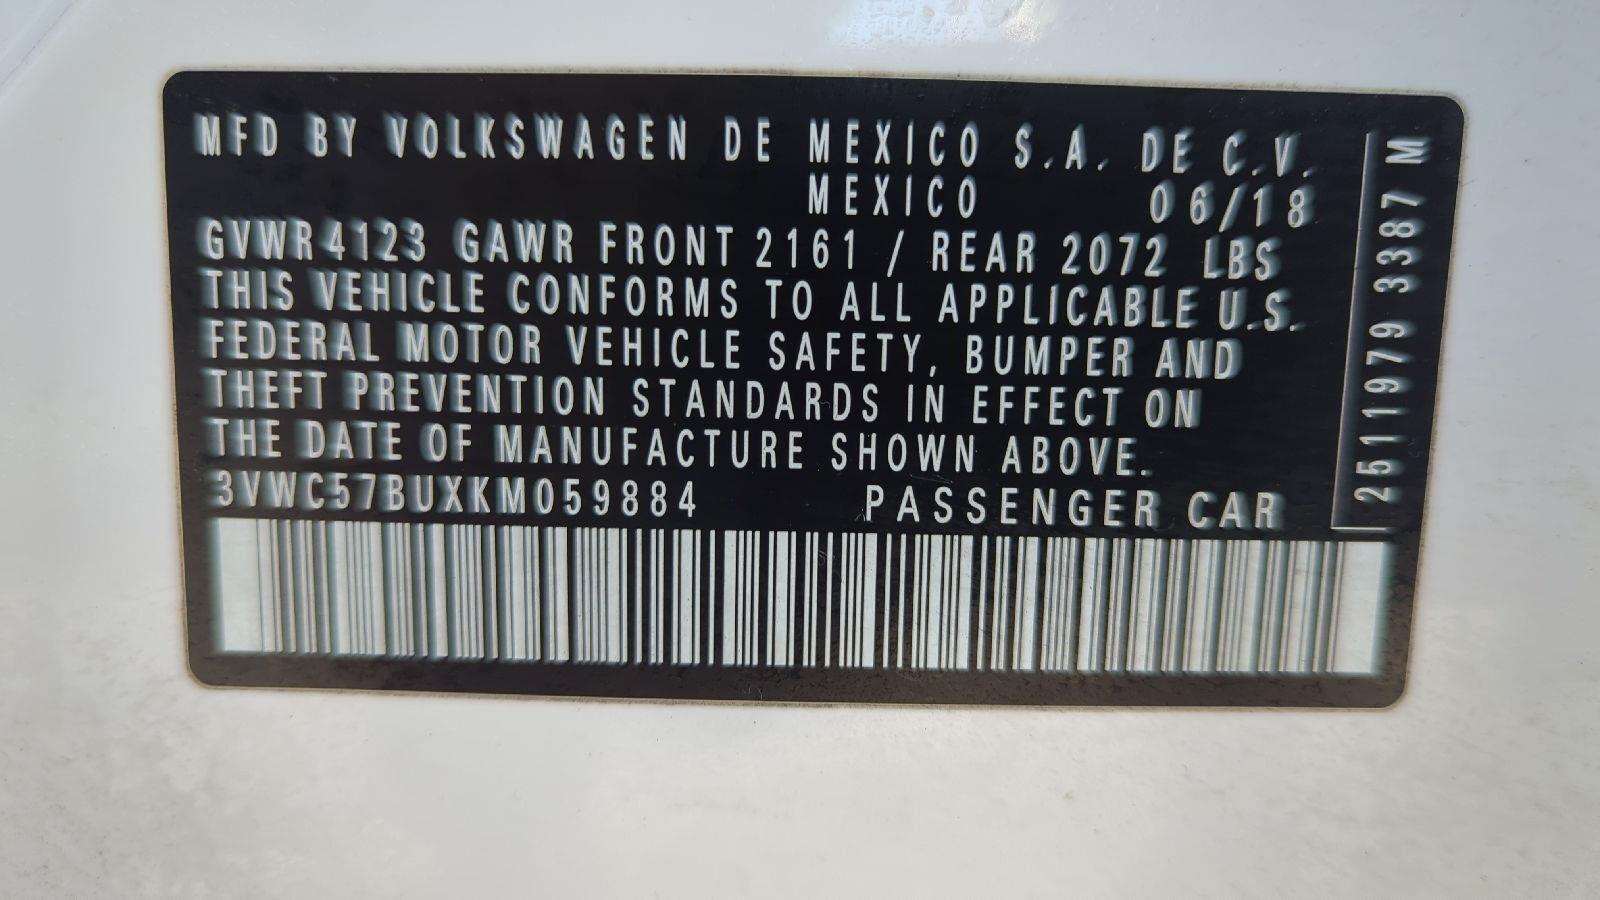 MFD BY VOLKSWAGEN DE MEXICO S.A. DE C.V.
MEXICO 06/18
GVWR 4123 GAWR FRONT 2161 / REAR 2072 LBS
THIS VEHICLE CONFORMS TO ALL APPLICABLE U.S.
FEDERAL MOTOR VEHICLE SAFETY, BUMPER AND
THEFT PREVENTION STANDARDS IN EFFECT ON
THE DATE OF MANUFACTURE SHOWN ABOVE.
3VWC57BUXKM059884 PASSENGER CAR
2511979 3387 M